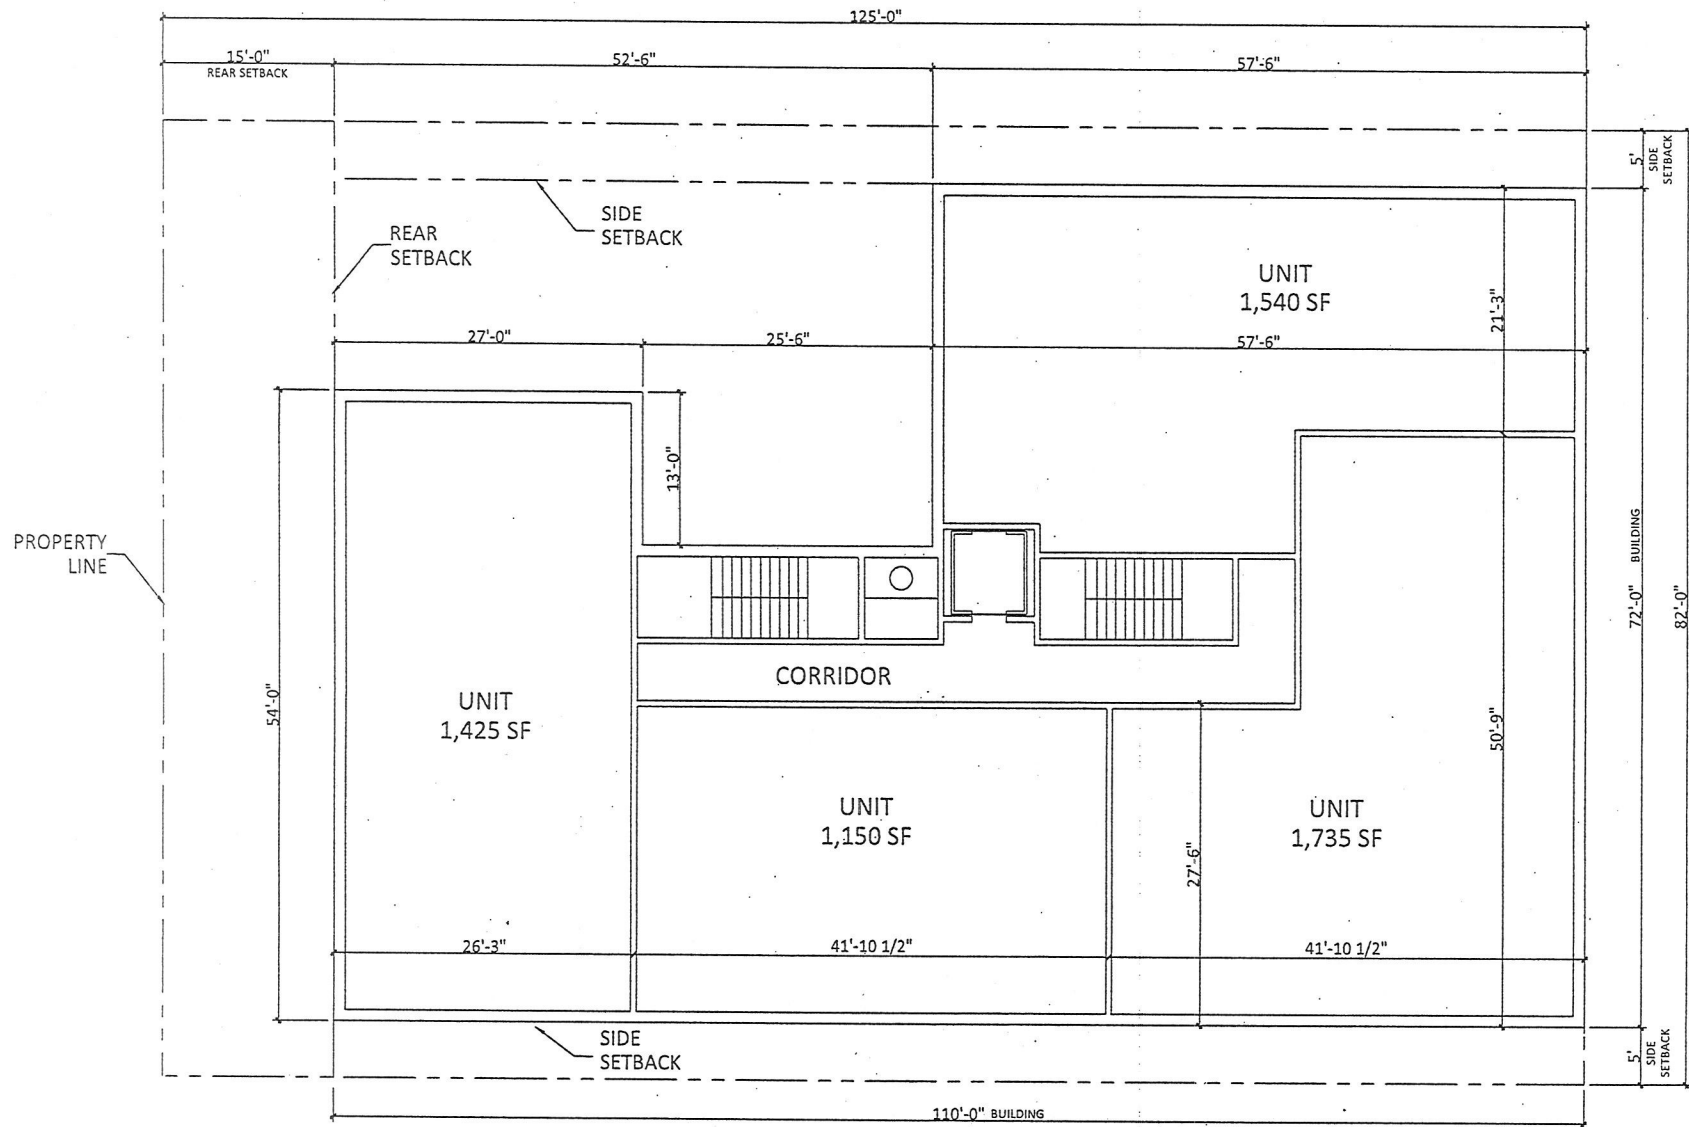 125'-0"
15'-0"
REAR SETBACK
52'-6"
57'-6"
5'
SIDE
SETBACK
SIDE
SETBACK
REAR
SETBACK
UNIT
1,540 SF
21'-3"
27'-0"
25'-6"
57'-6"
13'-0"
PROPERTY
LINE
72'-0" BUILDING
82'-0"
CORRIDOR
54'-0"
UNIT
1,425 SF
50'-9"
UNIT
1,150 SF
UNIT
1,735 SF
27'-6"
26'-3"
41'-10 1/2"
41'-10 1/2"
SIDE
SETBACK
5'
SIDE
SETBACK
110'-0" BUILDING